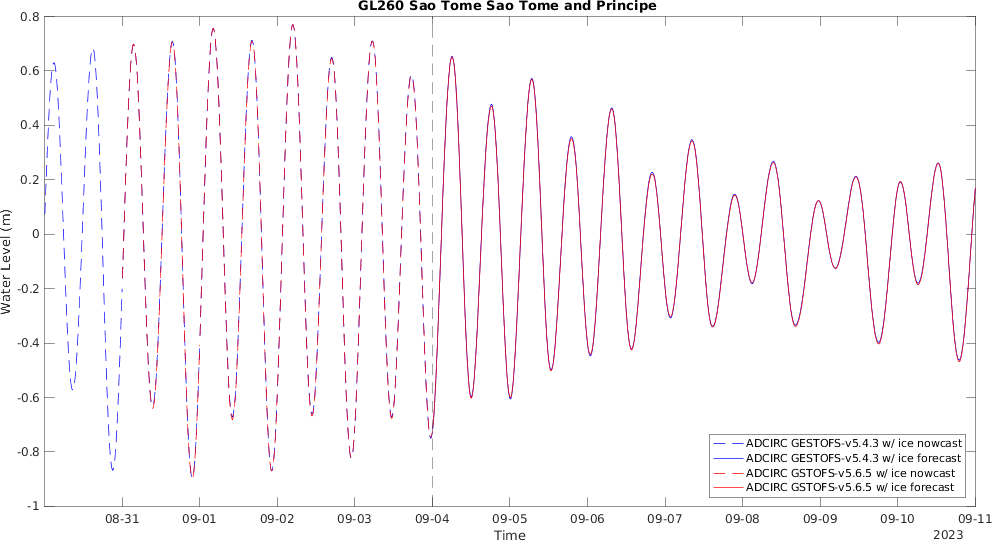 GL260 Sao Tome Sao Tome and Principe
0.8
0.6
0.4
0.2
0
-0.2
-0.4
-0.6
-0.8
-1
Water Level (m)
ADCIRC GESTOFS-v5.4.3 w/ ice nowcast
ADCIRC GESTOFS-v5.4.3 w/ ice forecast
ADCIRC GSTOFS-v5.6.5 w/ ice nowcast
ADCIRC GSTOFS-v5.6.5 w/ ice forecast
08-31 09-01 09-02 09-03 09-04 09-05 09-06 09-07 09-08 09-09 09-10 09-11
Time
2023